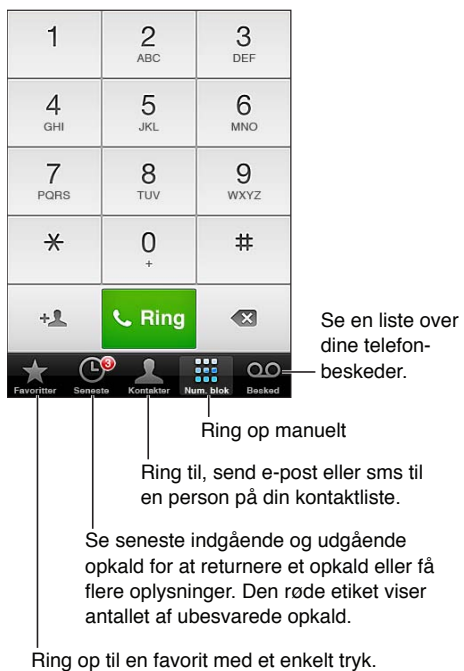 1 2 3
ABC DEF
4 5 6
GHI JKL MNO
7 8 9
PQRS TUV WXYZ
* 0 #
+
+ Ring
3
Favoritter Seneste Kontakter Num. blok Besked
Se en liste over
dine telefon-
beskeder.
Ring op manuelt
Ring til, send e-post eller sms til
en person på din kontaktliste.
Se seneste indgående og udgående
opkald for at returnere et opkald eller få
flere oplysninger. Den røde etiket viser
antallet af ubesvarede opkald.
Ring op til en favorit med et enkelt tryk.